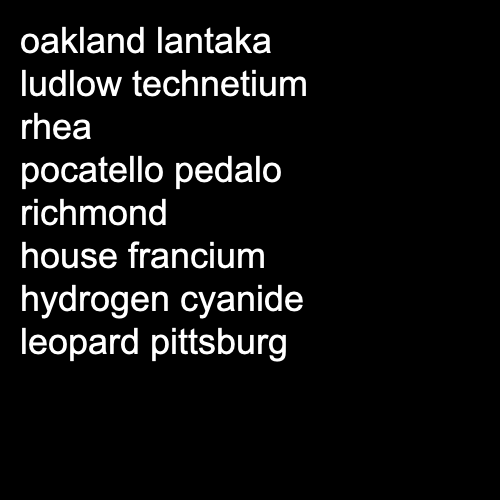 oakland lantaka
ludlow technetium
rhea
pocatello pedalo
richmond
house francium
hydrogen cyanide
leopard pittsburg